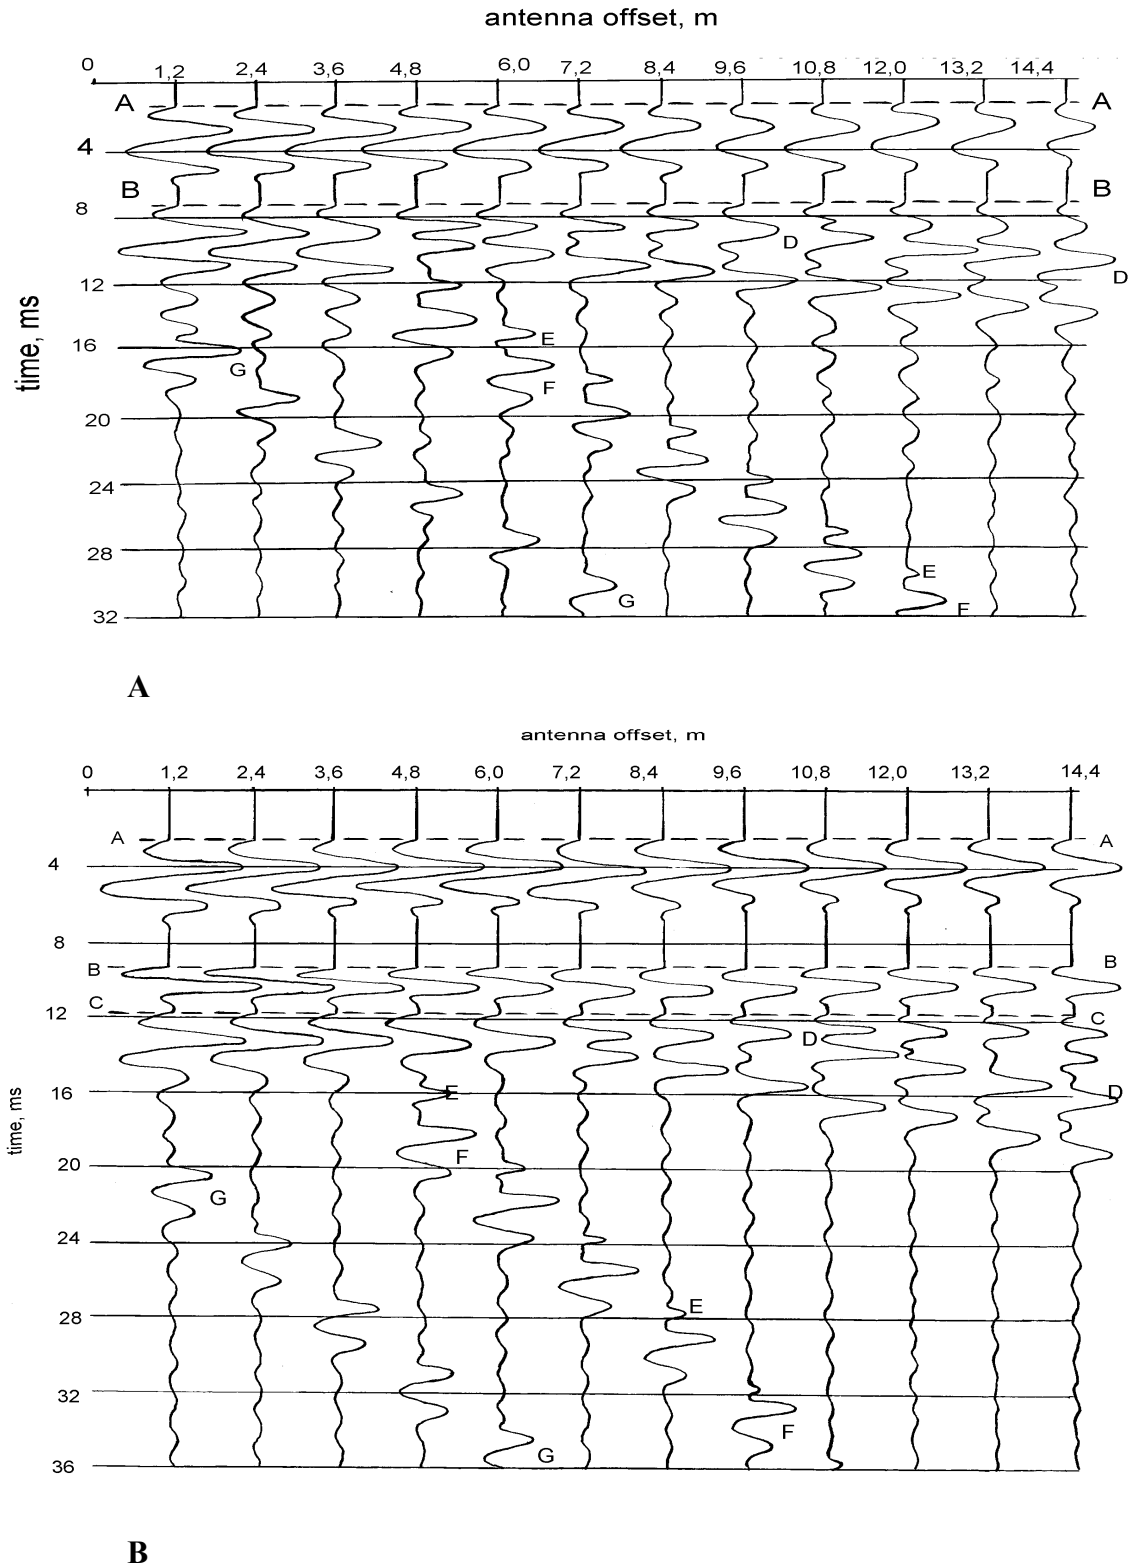 antenna offset, m
0 1,2 2,4 3,6 4,8 6,0 7,2 8,4 9,6 10,8 12,0 13,2 14,4
A A
4
B B
8
D
D
12
time, ms
E
16
G
F
20
24
28
E
G
F
32
A
antenna offset, m
0 1,2 2,4 3,6 4,8 6,0 7,2 8,4 9,6 10,8 12,0 13,2 14,4
A A
4
8
B B
C
12 C
D
E D
16
time, ms
F
20
G
24
E
28
32
F
G
36
B